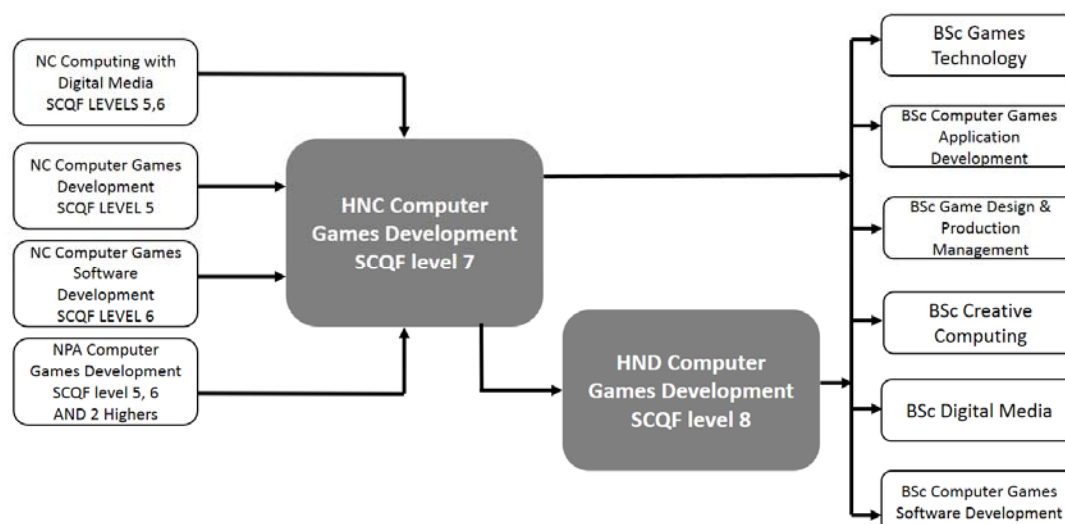 NC Computing with
Digital Media
SCQF LEVELS 5,6
NC Computer Games
Development
SCQF LEVEL 5
NC Computer Games
Software
Development
SCQF LEVEL 6
NPA Computer
Games Development
SCQF level 5, 6
AND 2 Highers
HNC Computer
Games Development
SCQF level 7
HND Computer
Games Development
SCQF level 8
BSc Games
Technology
BSc Computer Games
Application
Development
BSc Game Design &
Production
Management
BSc Creative
Computing
BSc Digital Media
BSc Computer Games
Software Development